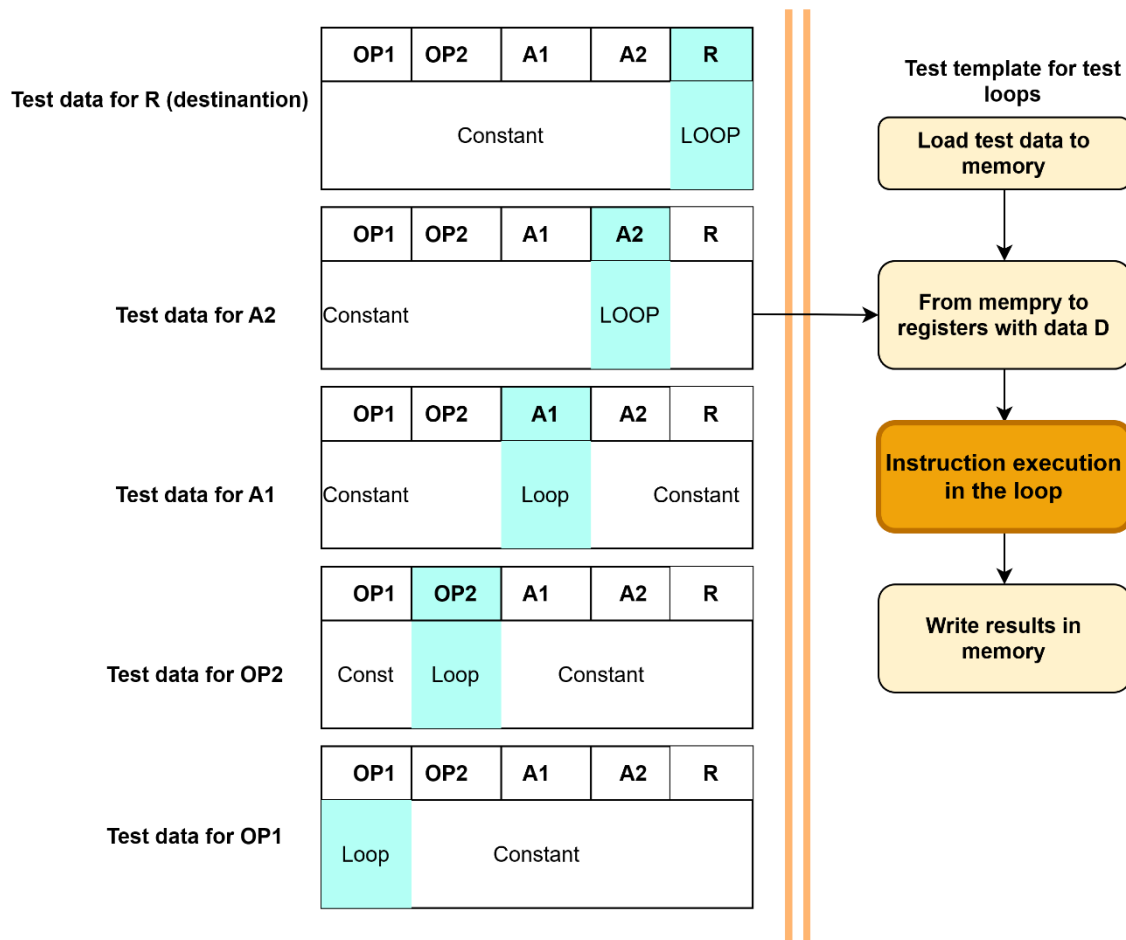 OP1 OP2 A1 A2 R
Test data for R (destinantion)
Constant LOOP
OP1 OP2 A1 A2 R
Test data for A2
Constant LOOP
OP1 OP2 A1 A2 R
Test data for A1
Constant Loop Constant
OP1 OP2 A1 A2 R
Test data for OP2
Const Loop Constant
OP1 OP2 A1 A2 R
Test data for OP1
Loop Constant
Test template for test
loops
Load test data to
memory
From mempry to
registers with data D
Instruction execution
in the loop
Write results in
memory